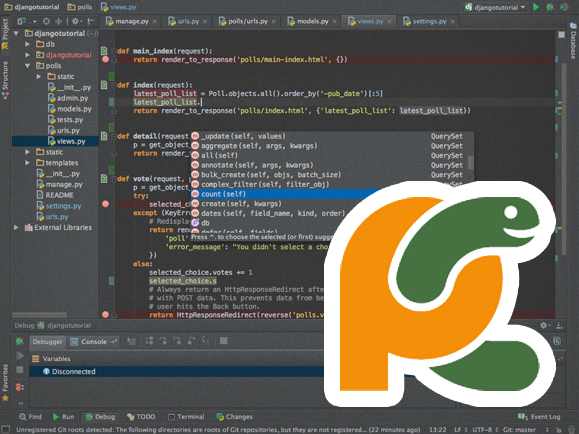 djangotutorial > polls > views.py
djangotutorial
manage.py urls.py polls/urls.py models.py views.py settings.py
Project
Structure
Favorites
Database
djangotutorial
db
djangotutorial
polls
static
__init__.py
admin.py
models.py
tests.py
urls.py
views.py
static
templates
__init__.py
manage.py
README
settings.py
urls.py
External Libraries
def main_index(request):
return render_to_response('polls/main-index.html', {})
def index(request):
latest_poll_list = Poll.objects.all().order_by('-pub_date')[:5]
latest_poll_list.
return render_to_response('polls/index.html', {'latest_poll_list': latest_poll_list})
def detail(request
p = get_object
return render_
_update(self, values) QuerySet
aggregate(self, args, kwargs) QuerySet
all(self) QuerySet
annotate(self, args, kwargs) QuerySet
bulk_create(self, objs, batch_size) QuerySet
complex_filter(self, filter_obj) QuerySet
count(self) QuerySet
create(self, kwargs)
dates(self, field_name, kind, order)
db
defer(self, fields)
Press ^. to choose the selected (or first) sugge
def vote(request, p
p = get_object
try:
selected_c
except (KeyErr
# Redispla
return ren
'poll'
'error_message': "You didn't select a cho
})
else:
selected_choice.votes += 1
selected_choice.s
# Always return an HttpResponseRedirect after
# with POST data. This prevents data from be
# user hits the Back button.
return HttpResponseRedirect(reverse('polls.v
Debug djangotutorial
Debugger Console
Variables
Disconnected
Find Run Debug TODO Terminal Changes Event Log
Unregistered Git roots detected: The following directories are roots of Git repositories, but they are not registered... (22 minutes ago) 13:22 LF UTF-8 Git: master